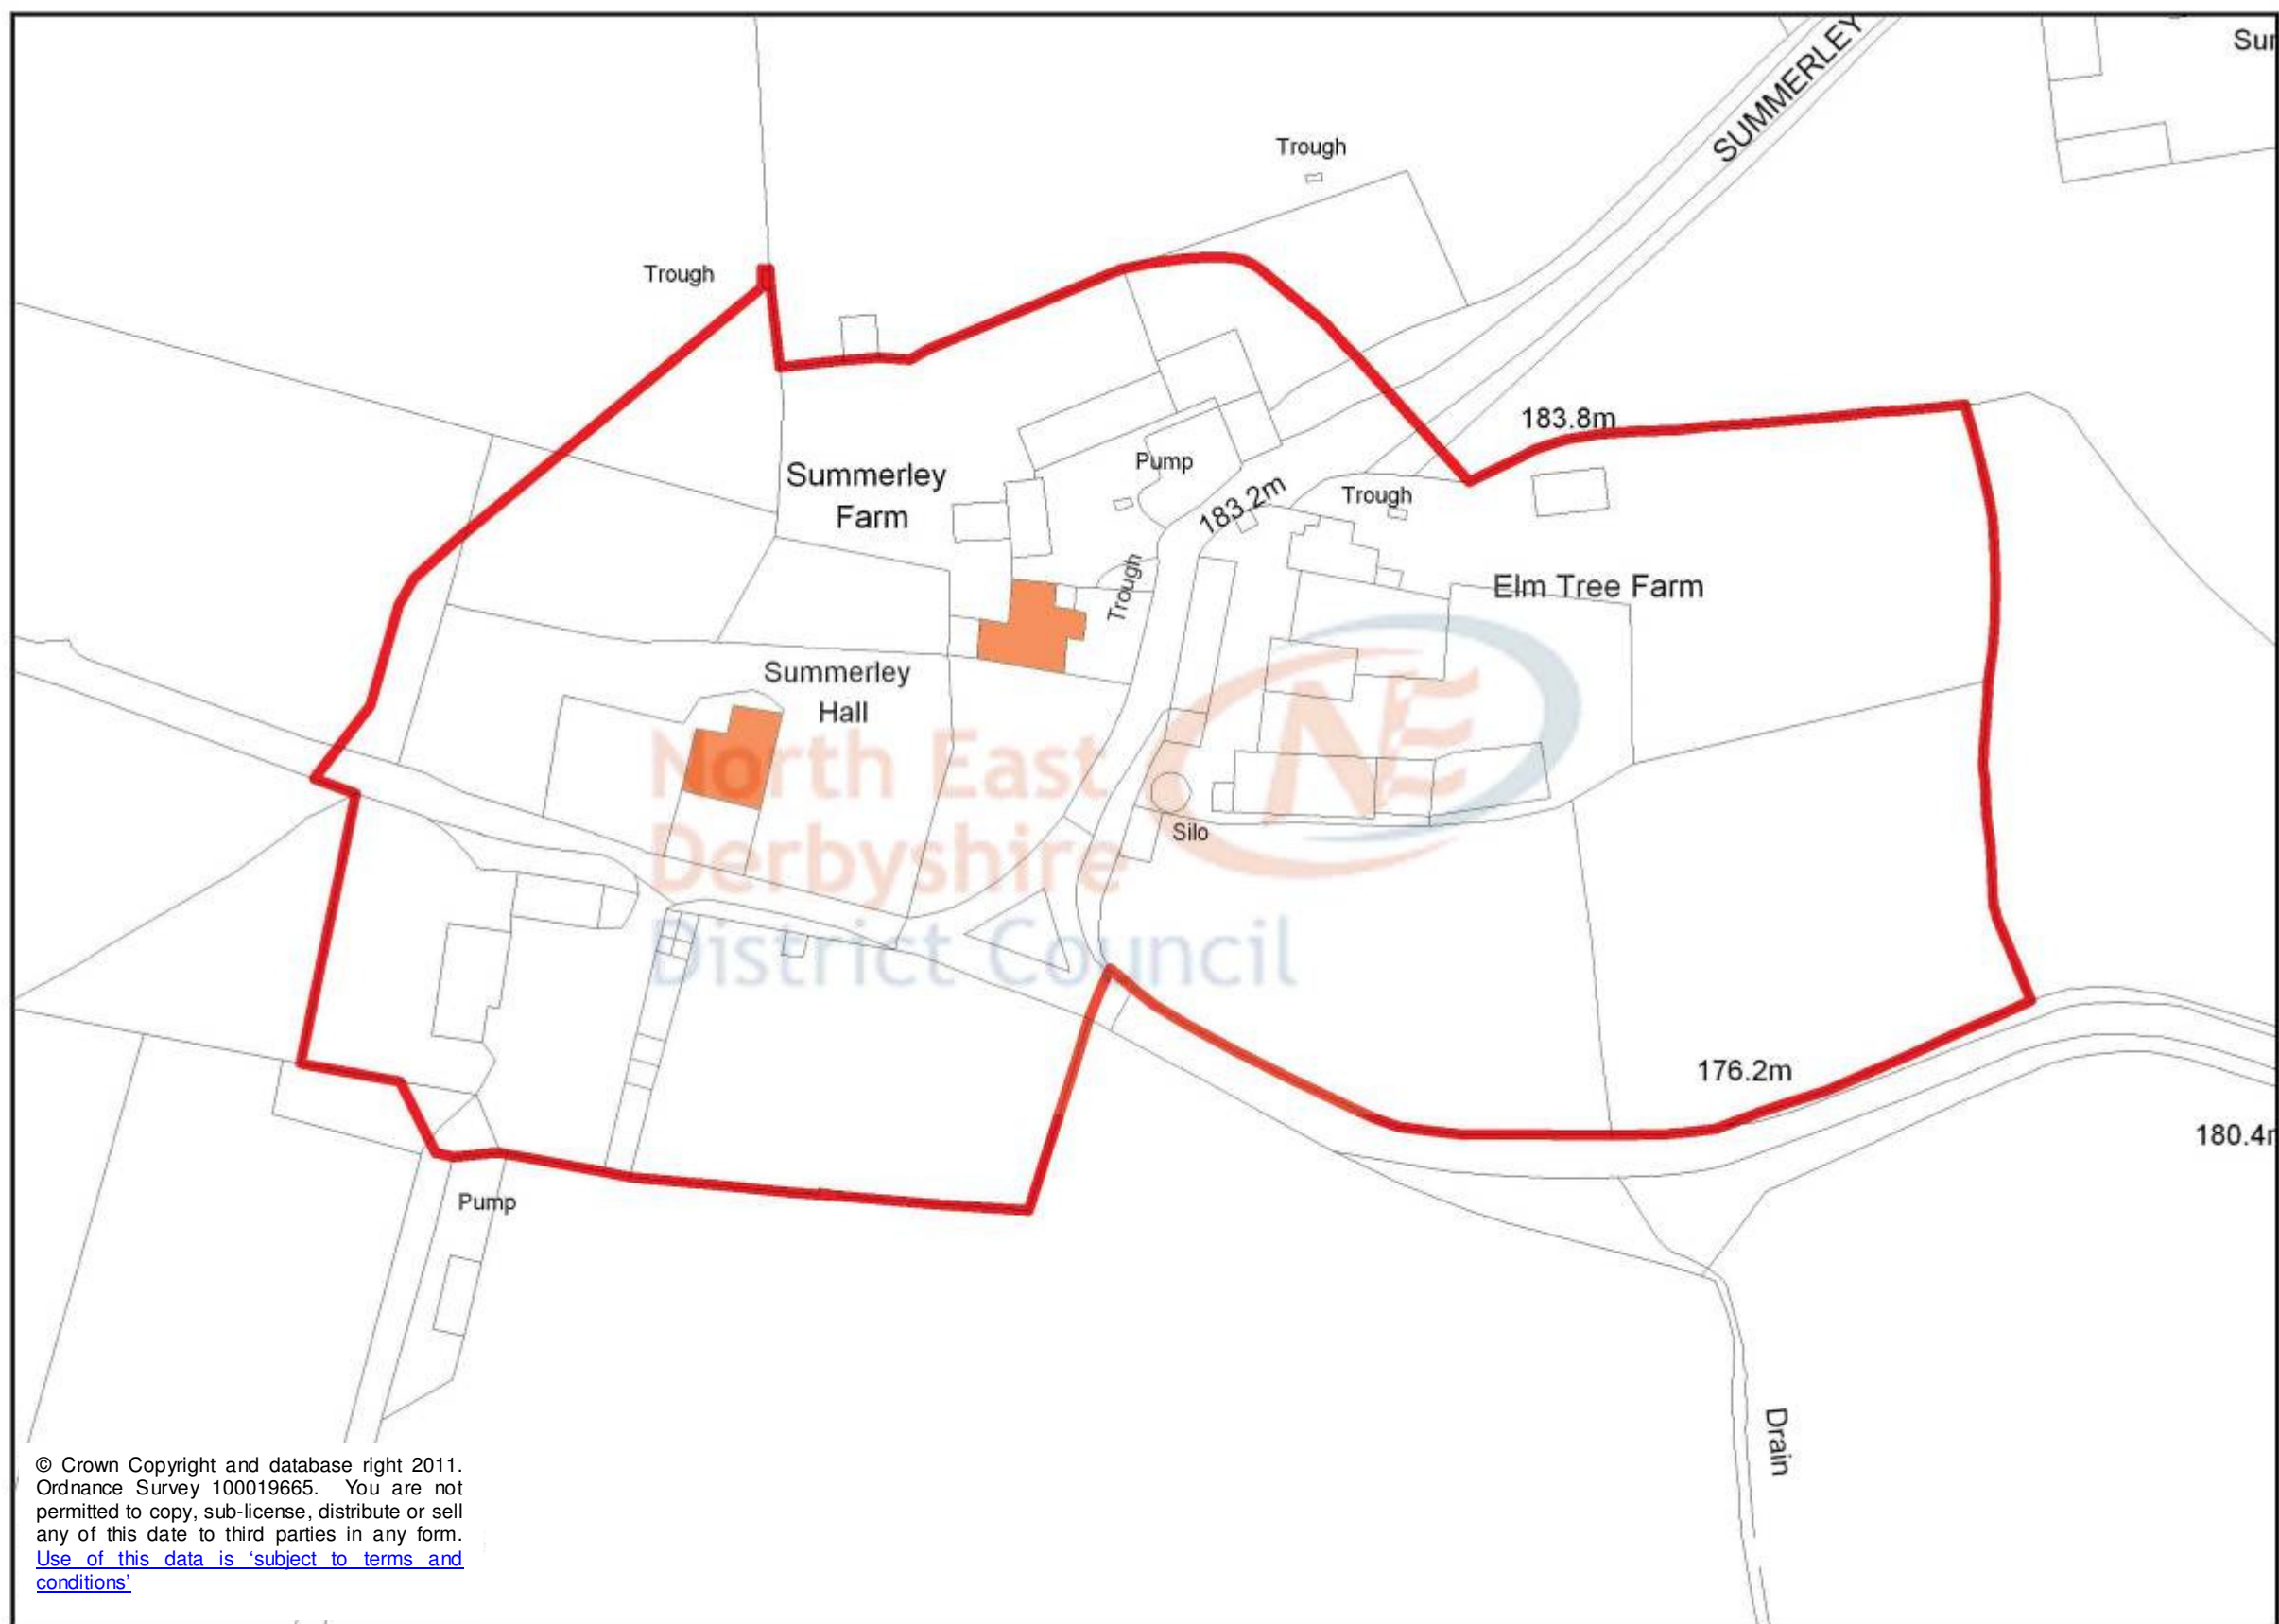 Sur
SUMMERLEY
Trough
Trough
183.8m
Summerley
Farm
Pump
183.2m
Trough
Trough
Elm Tree Farm
Summerley
Hall
North East
Derbyshire
District Council
NE
Silo
176.2m
180.4m
Pump
Drain
© Crown Copyright and database right 2011.
Ordnance Survey 100019665. You are not
permitted to copy, sub-license, distribute or sell
any of this date to third parties in any form.
Use of this data is ‘subject to terms and
conditions’